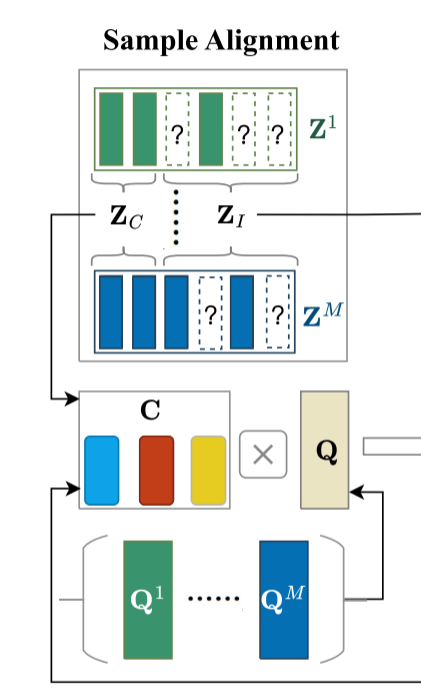 Sample Alignment
? ? ? Z^1
Z_C Z_I
? ? Z^M
C
× Q
Q^1 ...... Q^M